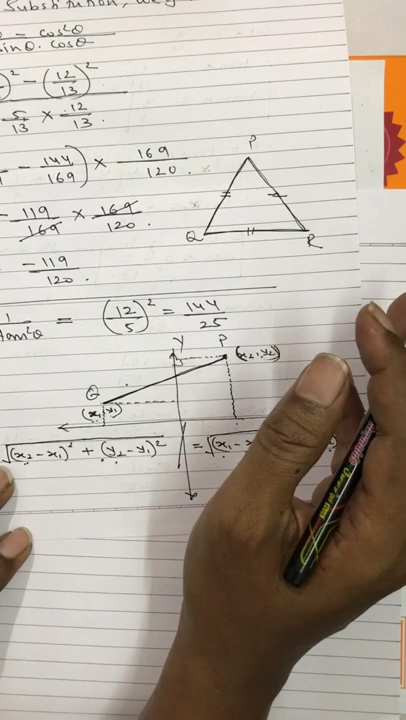 Substitution, we g
- cos²θ
sinθ . cosθ
)² - (12/13)²
5/13 × 12/13 .
- 144/169) × 169/120 .
P
Q R
- 119/169 × 169/120 .
-119/120 .
1/tan²θ = (12/5)² = 144/25
Y
P (x₂, y₂)
Q
(x₁, y₁)
√(x₂-x₁)² + (y₂-y₁)² = √(x₁-x